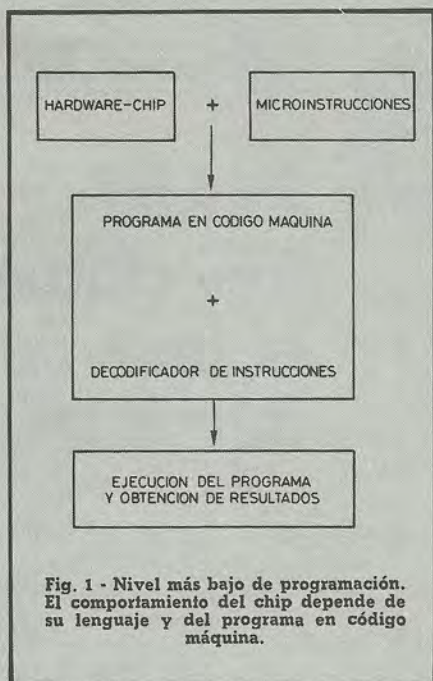 HARDWARE-CHIP + MICROINSTRUCCIONES
PROGRAMA EN CODIGO MAQUINA
+
DECODIFICADOR DE INSTRUCCIONES
EJECUCION DEL PROGRAMA
Y OBTENCION DE RESULTADOS
Fig. 1 - Nivel más bajo de programación.
El comportamiento del chip depende de
su lenguaje y del programa en código
máquina.